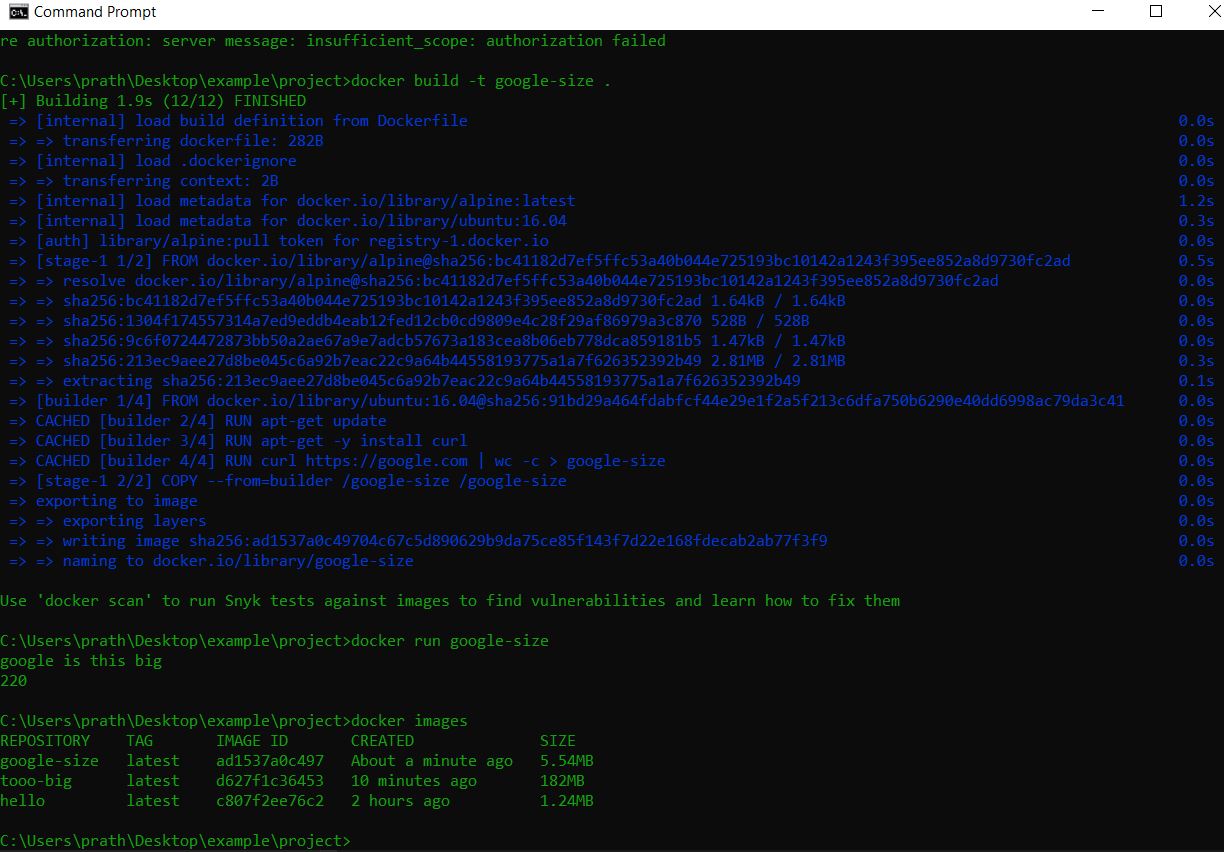 Command Prompt
re authorization: server message: insufficient_scope: authorization failed
C:\Users\prath\Desktop\example\project>docker build -t google-size .
[+] Building 1.9s (12/12) FINISHED
=> [internal] load build definition from Dockerfile 0.0s
=> => transferring dockerfile: 282B 0.0s
=> [internal] load .dockerignore 0.0s
=> => transferring context: 2B 0.0s
=> [internal] load metadata for docker.io/library/alpine:latest 1.2s
=> [internal] load metadata for docker.io/library/ubuntu:16.04 0.3s
=> [auth] library/alpine:pull token for registry-1.docker.io 0.0s
=> [stage-1 1/2] FROM docker.io/library/alpine@sha256:bc41182d7ef5ffc53a40b044e725193bc10142a1243f395ee852a8d9730fc2ad 0.5s
=> => resolve docker.io/library/alpine@sha256:bc41182d7ef5ffc53a40b044e725193bc10142a1243f395ee852a8d9730fc2ad 0.0s
=> => sha256:bc41182d7ef5ffc53a40b044e725193bc10142a1243f395ee852a8d9730fc2ad 1.64kB / 1.64kB 0.0s
=> => sha256:1304f174557314a7ed9eddb4eab12fed12cb0cd9809e4c28f29af86979a3c870 528B / 528B 0.0s
=> => sha256:9c6f0724472873bb50a2ae67a9e7adcb57673a183cea8b06eb778dca859181b5 1.47kB / 1.47kB 0.0s
=> => sha256:213ec9aee27d8be045c6a92b7eac22c9a64b44558193775a1a7f626352392b49 2.81MB / 2.81MB 0.3s
=> => extracting sha256:213ec9aee27d8be045c6a92b7eac22c9a64b44558193775a1a7f626352392b49 0.1s
=> [builder 1/4] FROM docker.io/library/ubuntu:16.04@sha256:91bd29a464fdabfcf44e29e1f2a5f213c6dfa750b6290e40dd6998ac79da3c41 0.0s
=> CACHED [builder 2/4] RUN apt-get update 0.0s
=> CACHED [builder 3/4] RUN apt-get -y install curl 0.0s
=> CACHED [builder 4/4] RUN curl https://google.com | wc -c > google-size 0.0s
=> [stage-1 2/2] COPY --from=builder /google-size /google-size 0.0s
=> exporting to image 0.0s
=> => exporting layers 0.0s
=> => writing image sha256:ad1537a0c49704c67c5d890629b9da75ce85f143f7d22e168fdecab2ab77f3f9 0.0s
=> => naming to docker.io/library/google-size 0.0s
Use 'docker scan' to run Snyk tests against images to find vulnerabilities and learn how to fix them
C:\Users\prath\Desktop\example\project>docker run google-size
google is this big
220
C:\Users\prath\Desktop\example\project>docker images
REPOSITORY TAG IMAGE ID CREATED SIZE
google-size latest ad1537a0c497 About a minute ago 5.54MB
tooo-big latest d627f1c36453 10 minutes ago 182MB
hello latest c807f2ee76c2 2 hours ago 1.24MB
C:\Users\prath\Desktop\example\project>